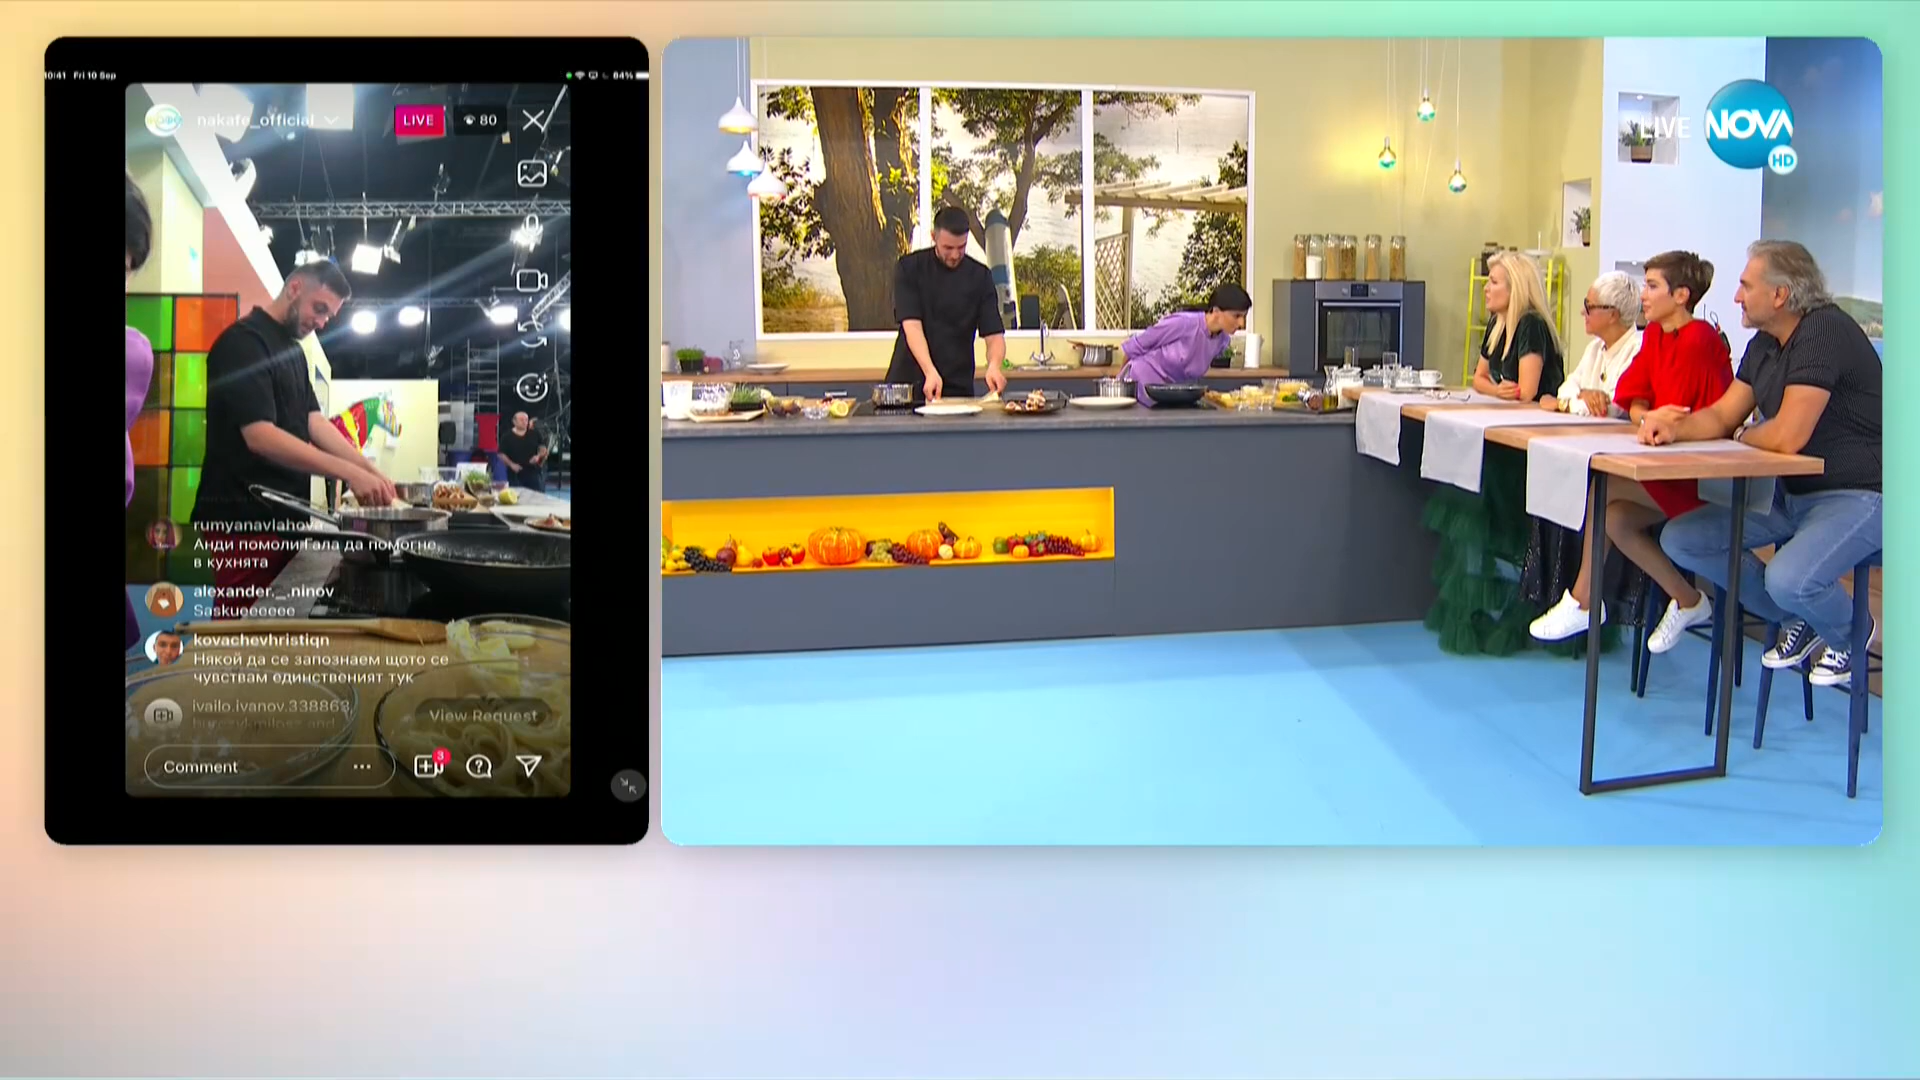 10:41 Fri 10 Sep
84%
nakafe_official
LIVE
80
rumyanavlahova
Анди помоли Гала да помогне
в кухнята
alexander._.ninov
Saskueeeeee
kovachevhristiqn
Някой да се запознаем щото се
чувствам единственият тук
ivailo.ivanov.338863,
View Request
Comment
3
LIVE NOVA
HD